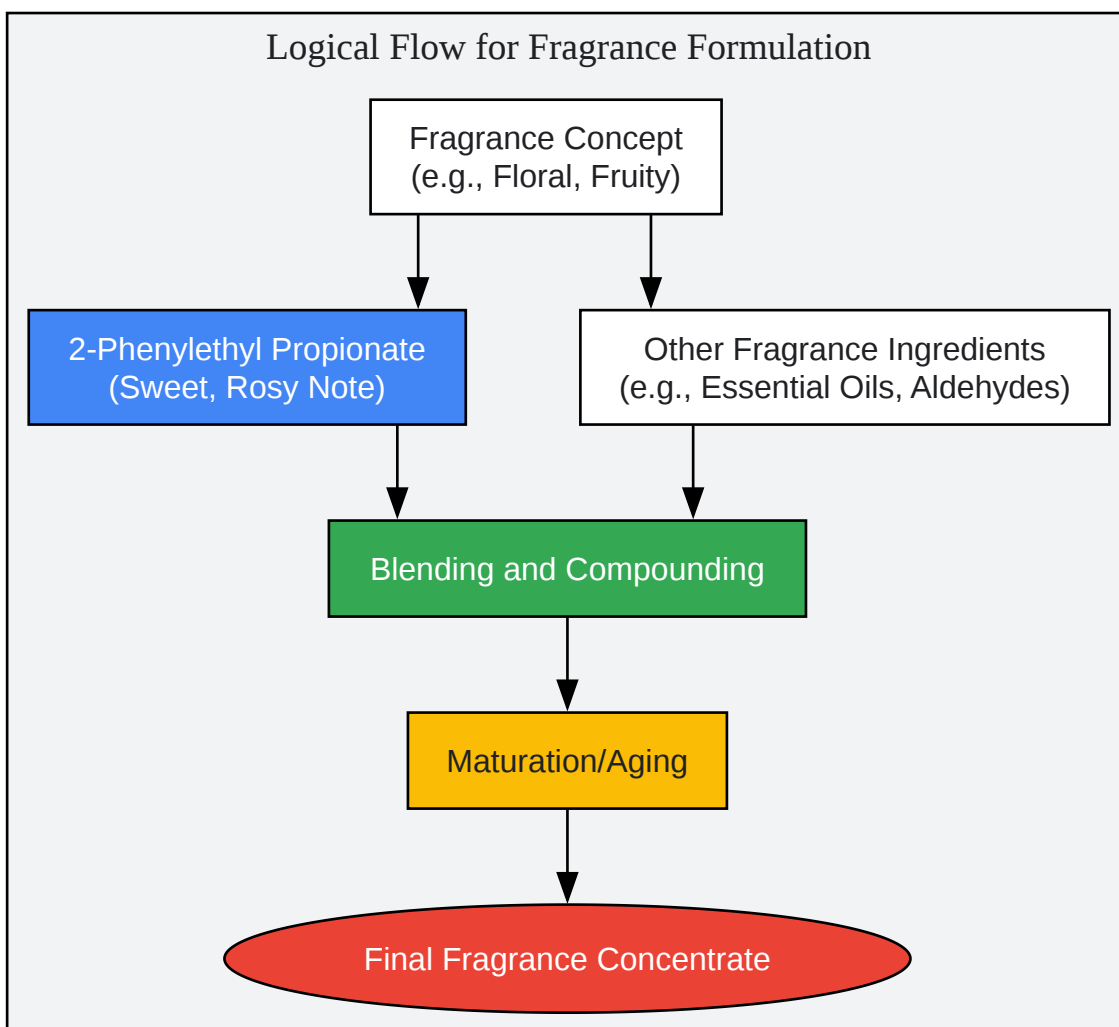 Logical Flow for Fragrance Formulation
Fragrance Concept
(e.g., Floral, Fruity)
2-Phenylethyl Propionate
(Sweet, Rosy Note)
Other Fragrance Ingredients
(e.g., Essential Oils, Aldehydes)
Blending and Compounding
Maturation/Aging
Final Fragrance Concentrate